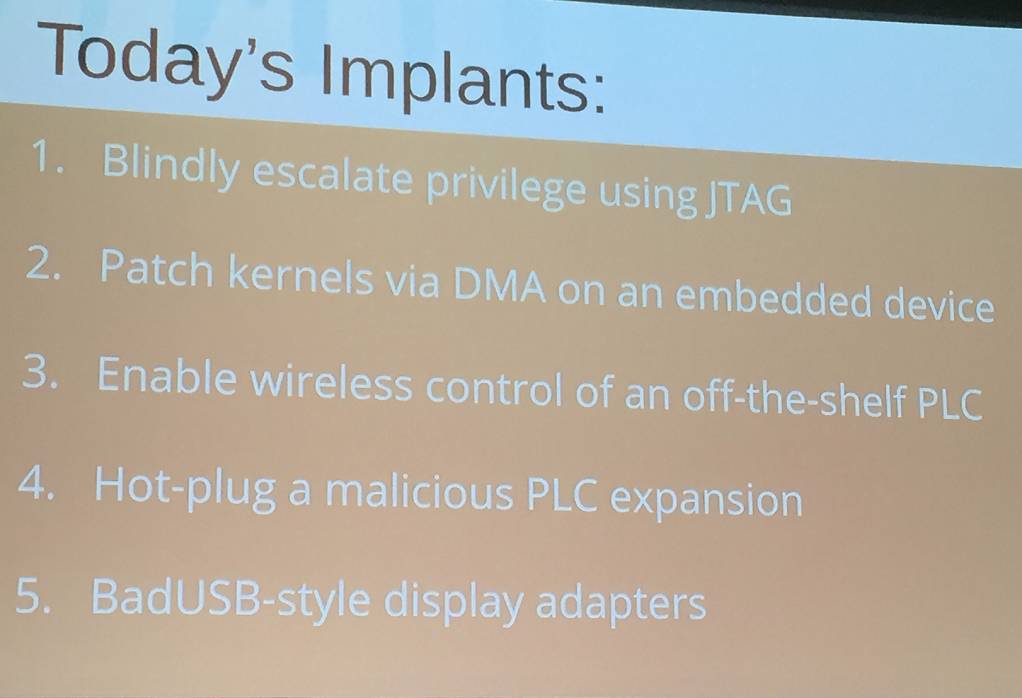 Today’s Implants:
1. Blindly escalate privilege using JTAG
2. Patch kernels via DMA on an embedded device
3. Enable wireless control of an off-the-shelf PLC
4. Hot-plug a malicious PLC expansion
5. BadUSB-style display adapters